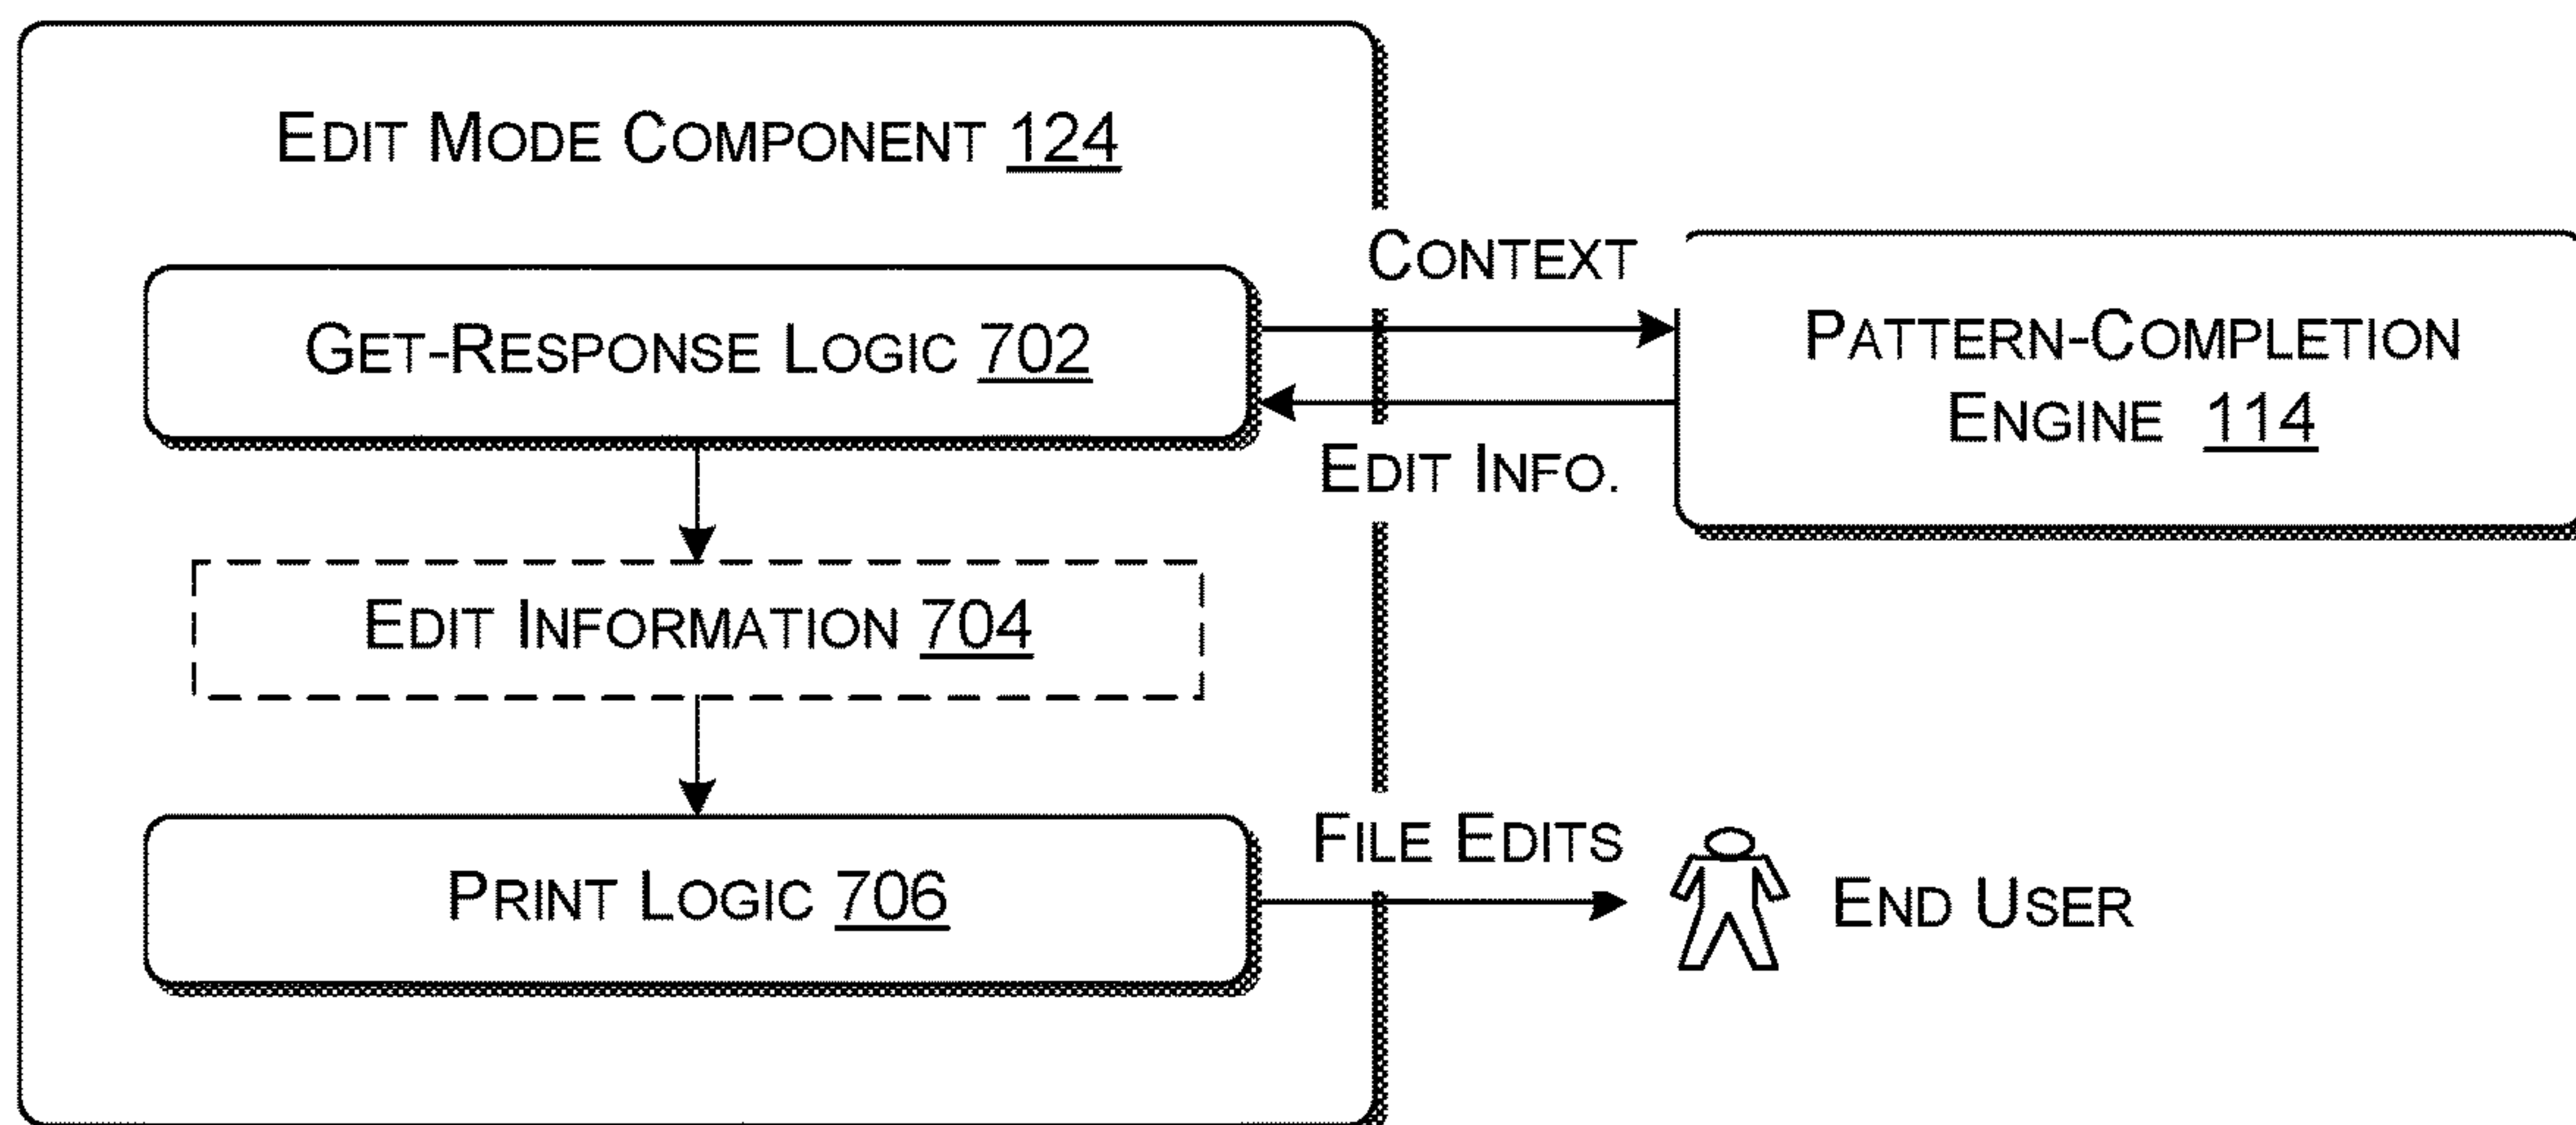 EDIT MODE COMPONENT 124
CONTEXT
GET-RESPONSE LOGIC 702
PATTERN-COMPLETION
ENGINE 114
EDIT INFO.
EDIT INFORMATION 704
FILE EDITS
PRINT LOGIC 706
END USER